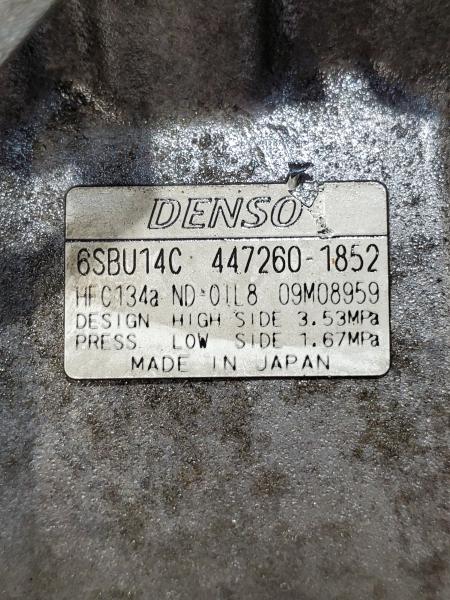 DENSO
6SBU14C 447260-1852
HFC134a ND-OIL8 09M08959
DESIGN HIGH SIDE 3.53MPa
PRESS. LOW SIDE 1.67MPa
MADE IN JAPAN